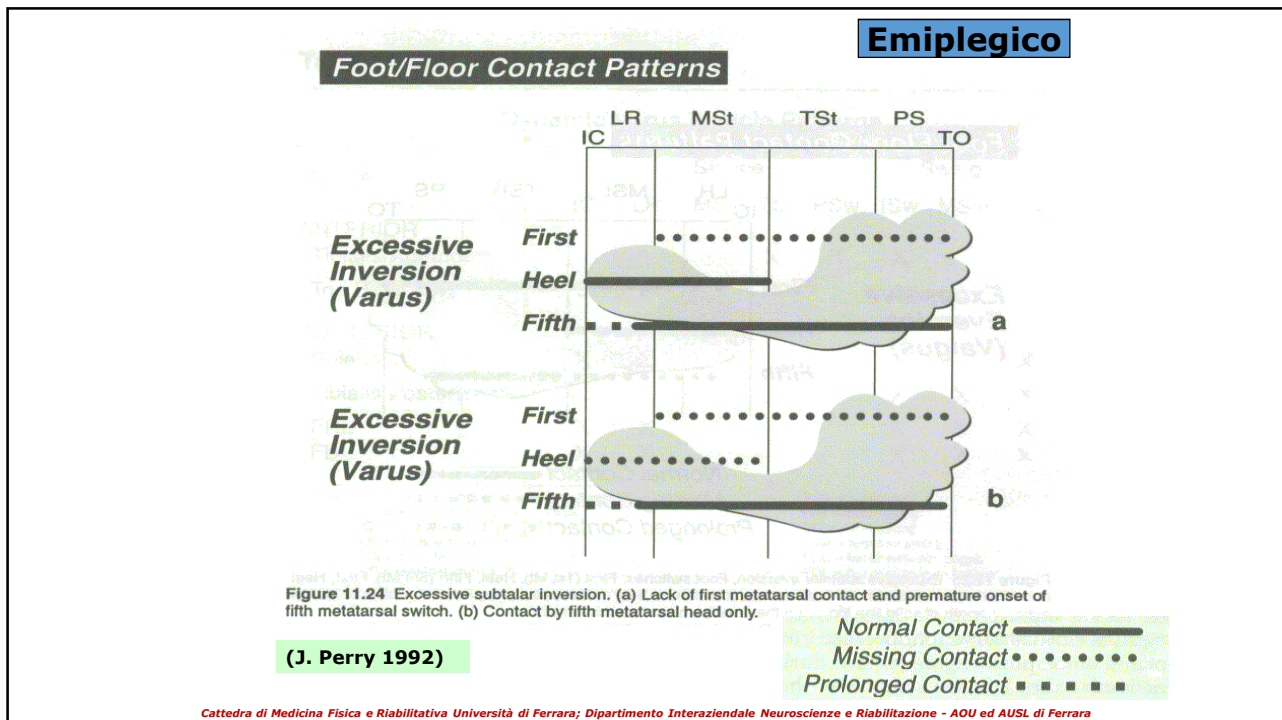 Emiplegico
Foot/Floor Contact Patterns
LR MSt TSt PS
IC TO
Excessive
Inversion
(Varus)
First
Heel
Fifth
a
Excessive
Inversion
(Varus)
First
Heel
Fifth
b
Figure 11.24 Excessive subtalar inversion. (a) Lack of first metatarsal contact and premature onset of
fifth metatarsal switch. (b) Contact by fifth metatarsal head only.
Normal Contact
Missing Contact
Prolonged Contact
(J. Perry 1992)
Cattedra di Medicina Fisica e Riabilitativa Università di Ferrara; Dipartimento Interaziendale Neuroscienze e Riabilitazione - AOU ed AUSL di Ferrara